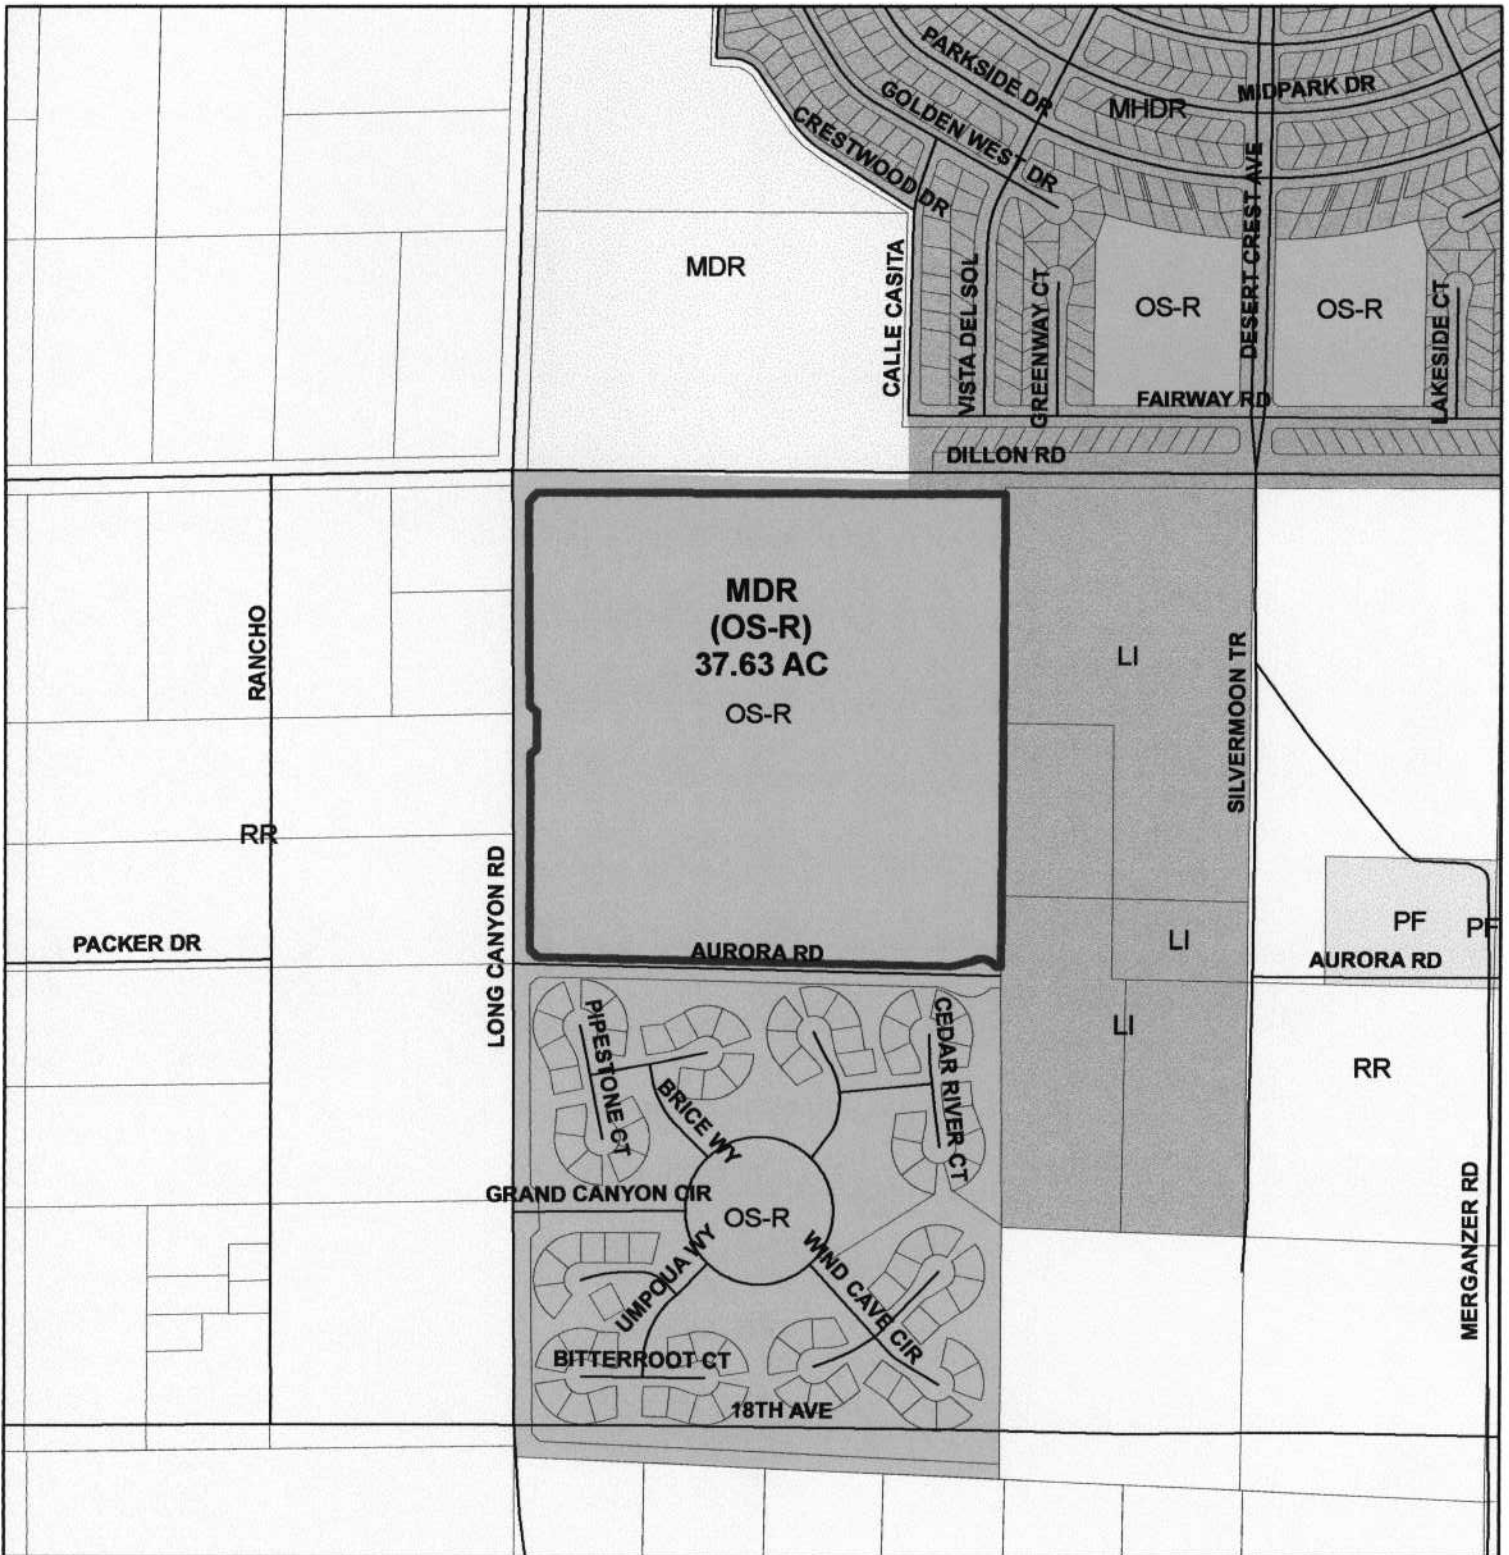 PARKSIDE DR
MIDPARK DR
MHDR
GOLDEN WEST DR
CRESTWOOD DR
DESERT CREST AVE
MDR
CALLE CASITA
VISTA DEL SOL
GREENWAY CT
OS-R
OS-R
LAKESIDE CT
FAIRWAY RD
DILLON RD
MDR
(OS-R)
37.63 AC
OS-R
RANCHO
LI
SILVERMOON TR
RR
LONG CANYON RD
PACKER DR
AURORA RD
LI
PF
PF
AURORA RD
LI
RR
PIPESTONE CT
BRICE WY
CEDAR RIVER CT
GRAND CANYON CIR
OS-R
UMPQUA WY
WIND CAVE CIR
MERGANZER RD
BITTERROOT CT
18TH AVE